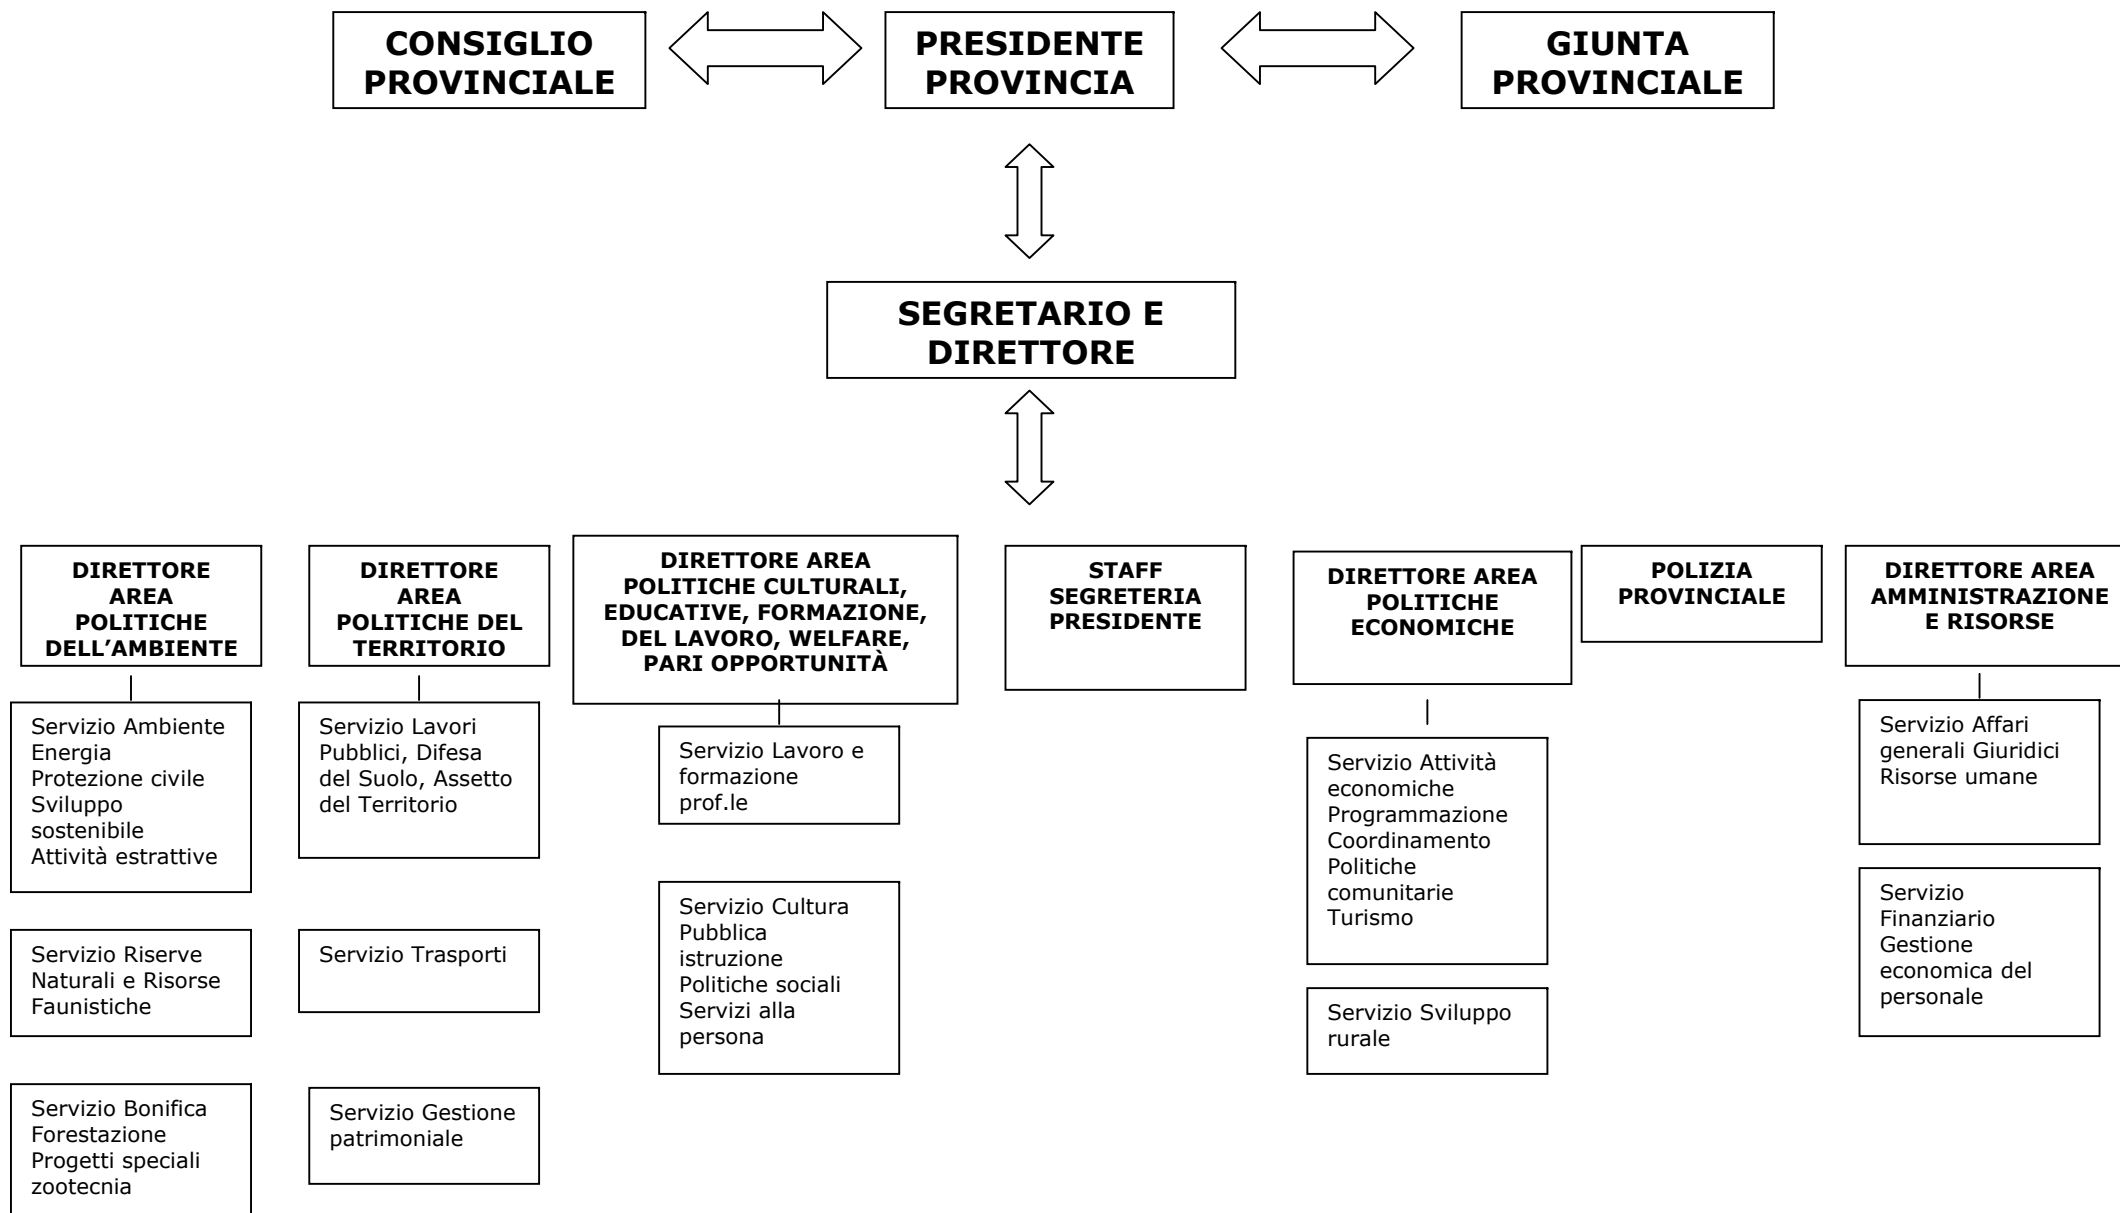 CONSIGLIO
PROVINCIALE
PRESIDENTE
PROVINCIA
GIUNTA
PROVINCIALE
SEGRETARIO E
DIRETTORE
DIRETTORE
AREA
POLITICHE
DELL'AMBIENTE
DIRETTORE
AREA
POLITICHE DEL
TERRITORIO
DIRETTORE AREA
POLITICHE CULTURALI,
EDUCATIVE, FORMAZIONE,
DEL LAVORO, WELFARE,
PARI OPPORTUNITÀ
STAFF
SEGRETERIA
PRESIDENTE
DIRETTORE AREA
POLITICHE
ECONOMICHE
POLIZIA
PROVINCIALE
DIRETTORE AREA
AMMINISTRAZIONE
E RISORSE
Servizio Ambiente
Energia
Protezione civile
Sviluppo
sostenibile
Attività estrattive
Servizio Riserve
Naturali e Risorse
Faunistiche
Servizio Bonifica
Forestazione
Progetti speciali
zootecnia
Servizio Lavori
Pubblici, Difesa
del Suolo, Assetto
del Territorio
Servizio Trasporti
Servizio Gestione
patrimoniale
Servizio Lavoro e
formazione
prof.le
Servizio Cultura
Pubblica
istruzione
Politiche sociali
Servizi alla
persona
Servizio Attività
economiche
Programmazione
Coordinamento
Politiche
comunitarie
Turismo
Servizio Sviluppo
rurale
Servizio Affari
generali Giuridici
Risorse umane
Servizio
Finanziario
Gestione
economica del
personale